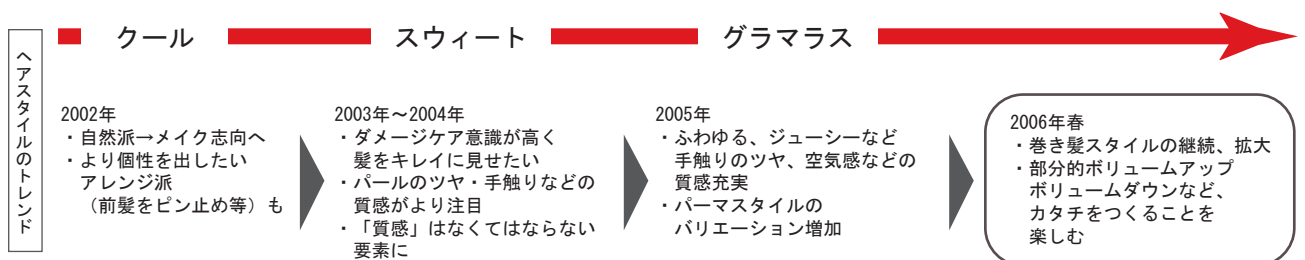 ヘアスタイルのトレンド
クール
スウィート
グラマラス
2002年
・自然派→メイク志向へ
・より個性を出したい
アレンジ派
（前髪をピン止め等）も
2003年～2004年
・ダメージケア意識が高く
髪をキレイに見せたい
・パールのツヤ・手触りなどの
質感がより注目
・「質感」はなくてはならない
要素に
2005年
・ふわゆる、ジューシーなど
手触りのツヤ、空気感などの
質感充実
・パーマスタイルの
バリエーション増加
2006年春
・巻き髪スタイルの継続、拡大
・部分的ボリュームアップ
ボリュームダウンなど、
カタチをつくることを
楽しむ